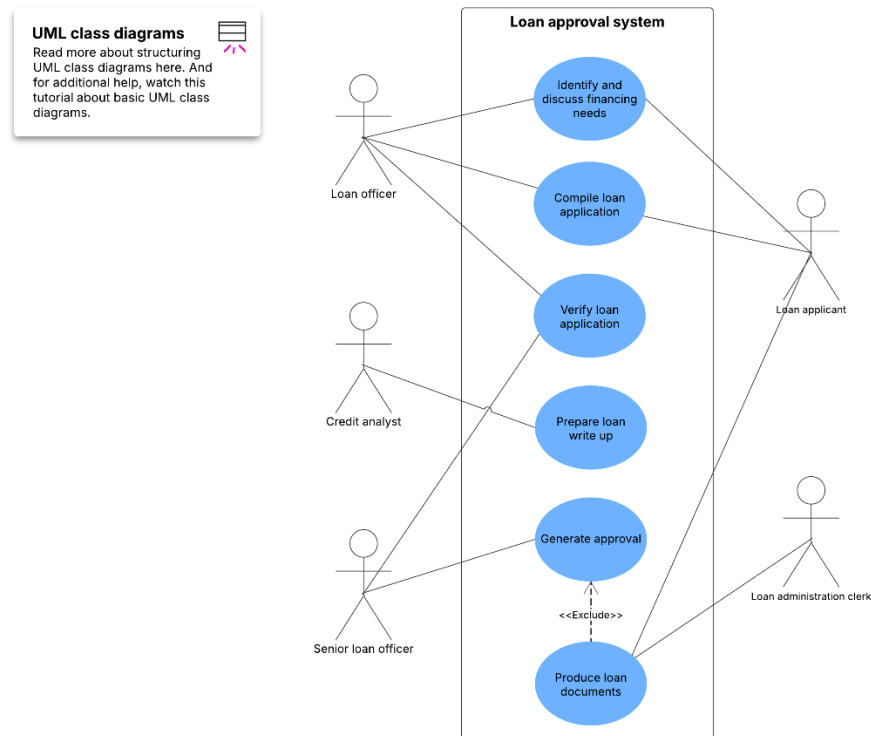 UML class diagrams
Read more about structuring
UML class diagrams here. And
for additional help, watch this
tutorial about basic UML class
diagrams.
Loan approval system
Identify and
discuss financing
needs
Loan officer
Compile loan
application
Verify loan
application
Loan applicant
Credit analyst
Prepare loan
write up
Generate approval
Loan administration clerk
<<Exclude>>
Senior loan officer
Produce loan
documents